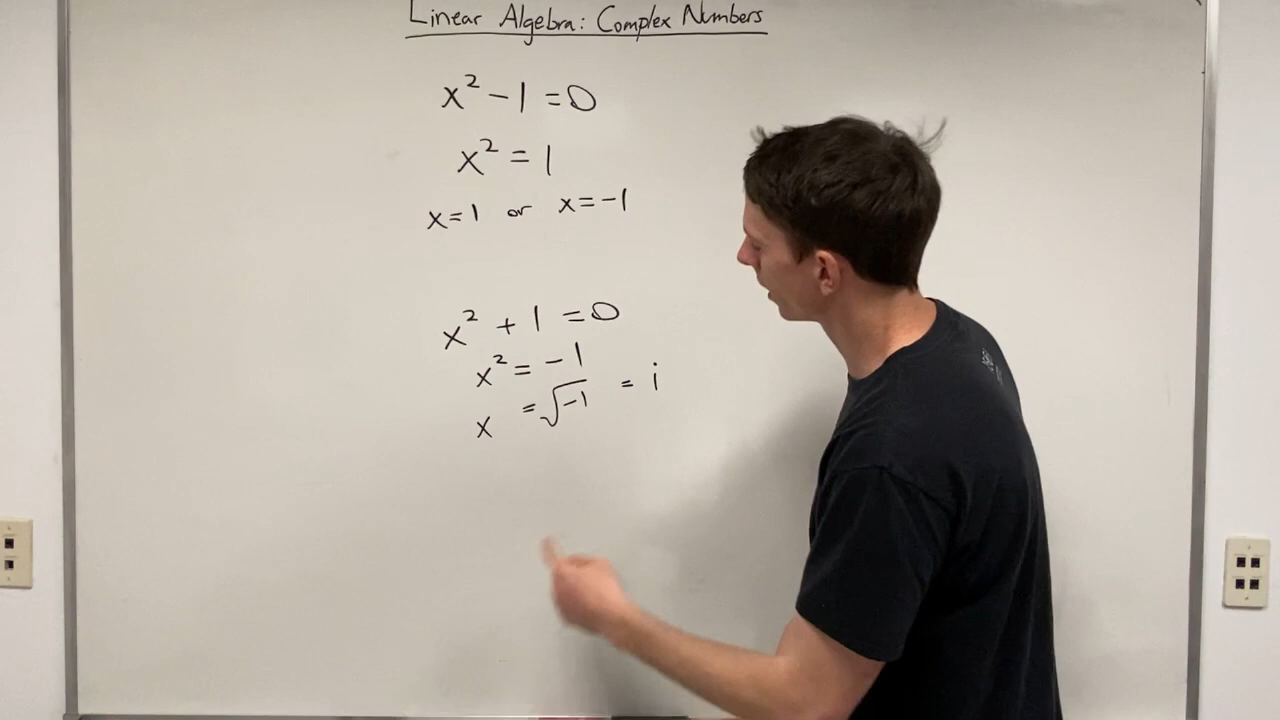 Linear Algebra: Complex Numbers
x² - 1 = 0
x² = 1
x = 1 or x = -1
x² + 1 = 0
x² = -1
x = √-1 = i